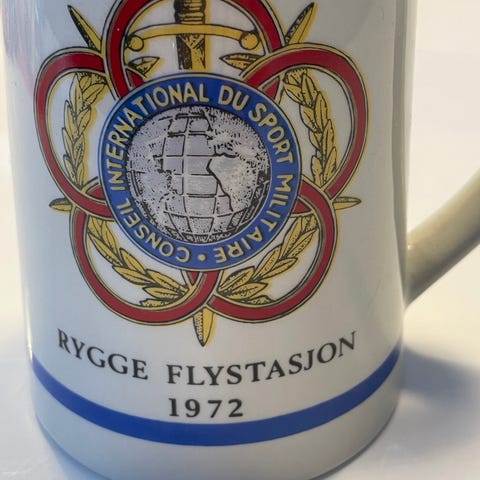 CONSEIL INTERNATIONAL DU SPORT MILITAIRE •
RYGGE FLYSTASJON
1972